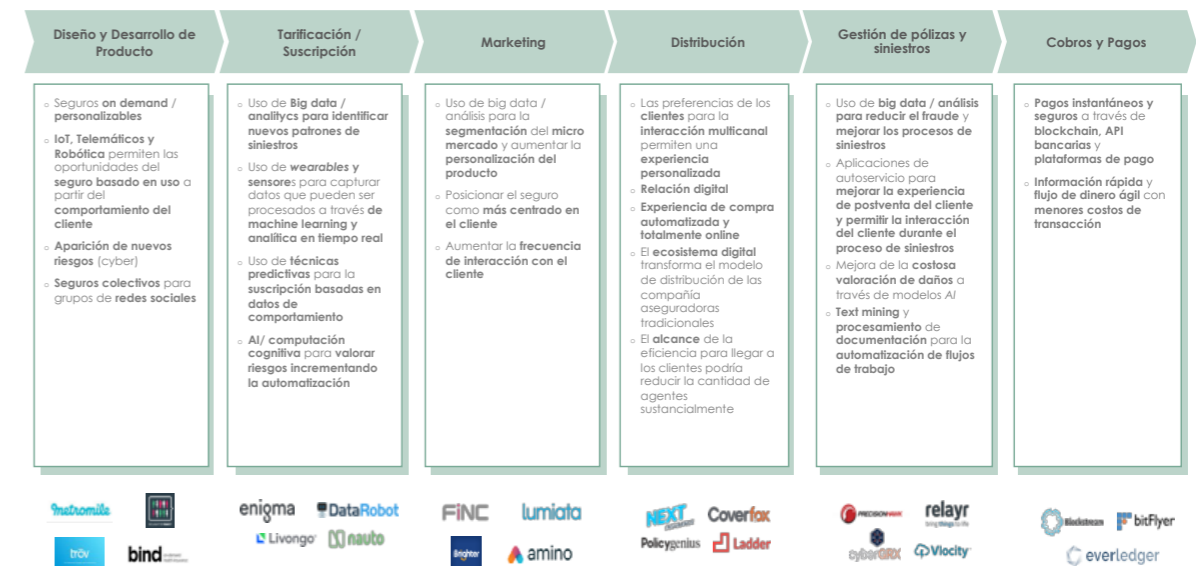 Diseño y Desarrollo de
Producto
Tarificación /
Suscripción
Marketing
Distribución
Gestión de pólizas y
siniestros
Cobros y Pagos
Seguros on demand /
personalizables
IoT, Telemáticos y
Robótica permiten las
oportunidades del
seguro basado en uso a
partir del
comportamiento del
cliente
Aparición de nuevos
riesgos (cyber)
Seguros colectivos para
grupos de redes sociales
Uso de Big data /
analitycs para identificar
nuevos patrones de
siniestros
Uso de wearables y
sensores para capturar
datos que pueden ser
procesados a través de
machine learning y
analítica en tiempo real
Uso de técnicas
predictivas para la
suscripción basadas en
datos de
comportamiento
AI/ computación
cognitiva para valorar
riesgos incrementando
la automatización
Uso de big data /
análisis para la
segmentación del micro
mercado y aumentar la
personalización del
producto
Posicionar el seguro
como más centrado en
el cliente
Aumentar la frecuencia
de interacción con el
cliente
Las preferencias de los
clientes para la
interacción multicanal
permiten una
experiencia
personalizada
Relación digital
Experiencia de compra
automatizada y
totalmente online
El ecosistema digital
transforma el modelo
de distribución de las
compañía
aseguradoras
tradicionales
El alcance de la
eficiencia para llegar a
los clientes podría
reducir la cantidad de
agentes
sustancialmente
Uso de big data / análisis
para reducir el fraude y
mejorar los procesos de
siniestros
Aplicaciones de
autoservicio para
mejorar la experiencia
de postventa del cliente
y permitir la interacción
del cliente durante el
proceso de siniestros
Mejora de la costosa
valoración de daños a
través de modelos AI
Text mining y
procesamiento de
documentación para la
automatización de flujos
de trabajo
Pagos instantáneos y
seguros a través de
blockchain, API
bancarias y
plataformas de pago
Información rápida y
flujo de dinero ágil con
menores costos de
transacción
metromile
trōv
bind
enigma
DataRobot
Livongo
nauto
FiNC
lumiata
Brighter
amino
NEXT
Coverfox
Policygenius
Ladder
PRECISIONHAWK
relayr
bring things to life
cyberGRX
Vlocity
Blockstream
bitFlyer
everledger